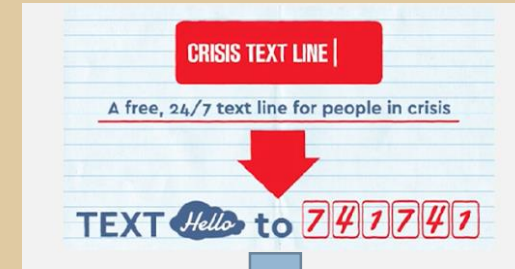 CRISIS TEXT LINE |
A free, 24/7 text line for people in crisis
TEXT Hello to 741741